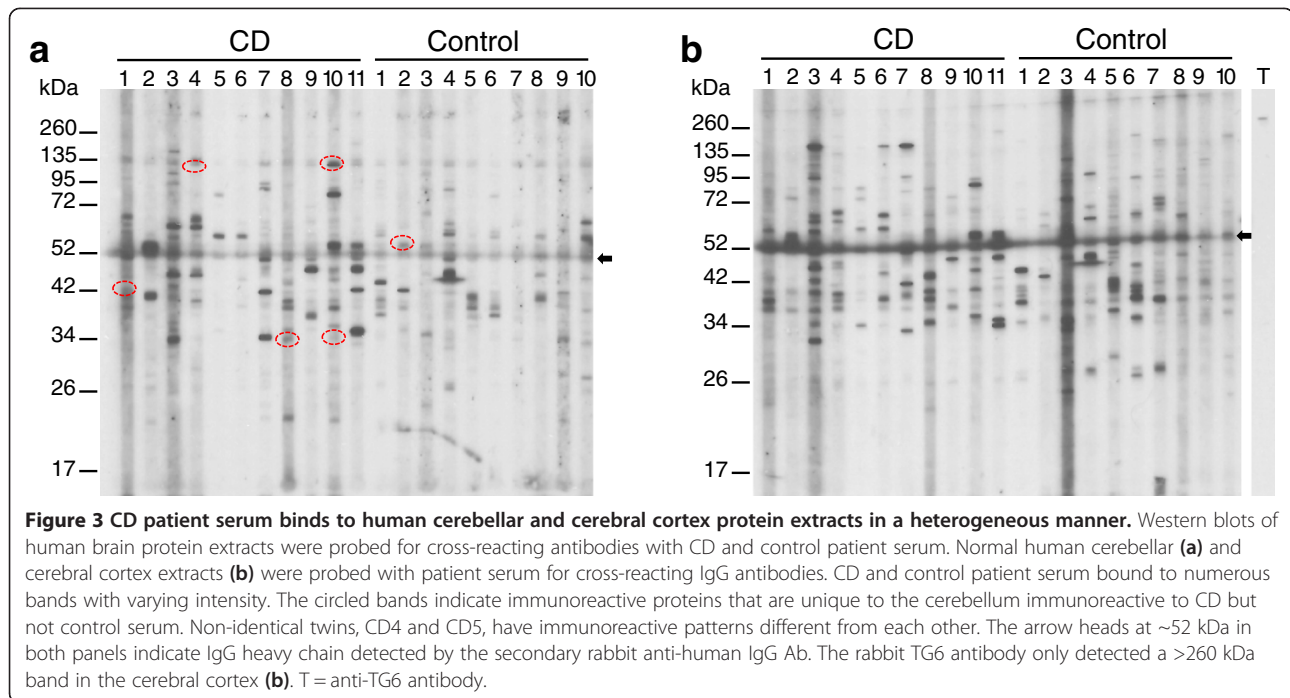 a
CD Control
1 2 3 4 5 6 7 8 9 10 11 1 2 3 4 5 6 7 8 9 10
kDa
260
135
95
72
52
42
34
26
17
b
CD Control
1 2 3 4 5 6 7 8 9 10 11 1 2 3 4 5 6 7 8 9 10 T
kDa
260
135
95
72
52
42
34
26
17
Figure 3 CD patient serum binds to human cerebellar and cerebral cortex protein extracts in a heterogeneous manner. Western blots of
human brain protein extracts were probed for cross-reacting antibodies with CD and control patient serum. Normal human cerebellar (a) and
cerebral cortex extracts (b) were probed with patient serum for cross-reacting IgG antibodies. CD and control patient serum bound to numerous
bands with varying intensity. The circled bands indicate immunoreactive proteins that are unique to the cerebellum immunoreactive to CD but
not control serum. Non-identical twins, CD4 and CD5, have immunoreactive patterns different from each other. The arrow heads at ~52 kDa in
both panels indicate IgG heavy chain detected by the secondary rabbit anti-human IgG Ab. The rabbit TG6 antibody only detected a >260 kDa
band in the cerebral cortex (b). T = anti-TG6 antibody.